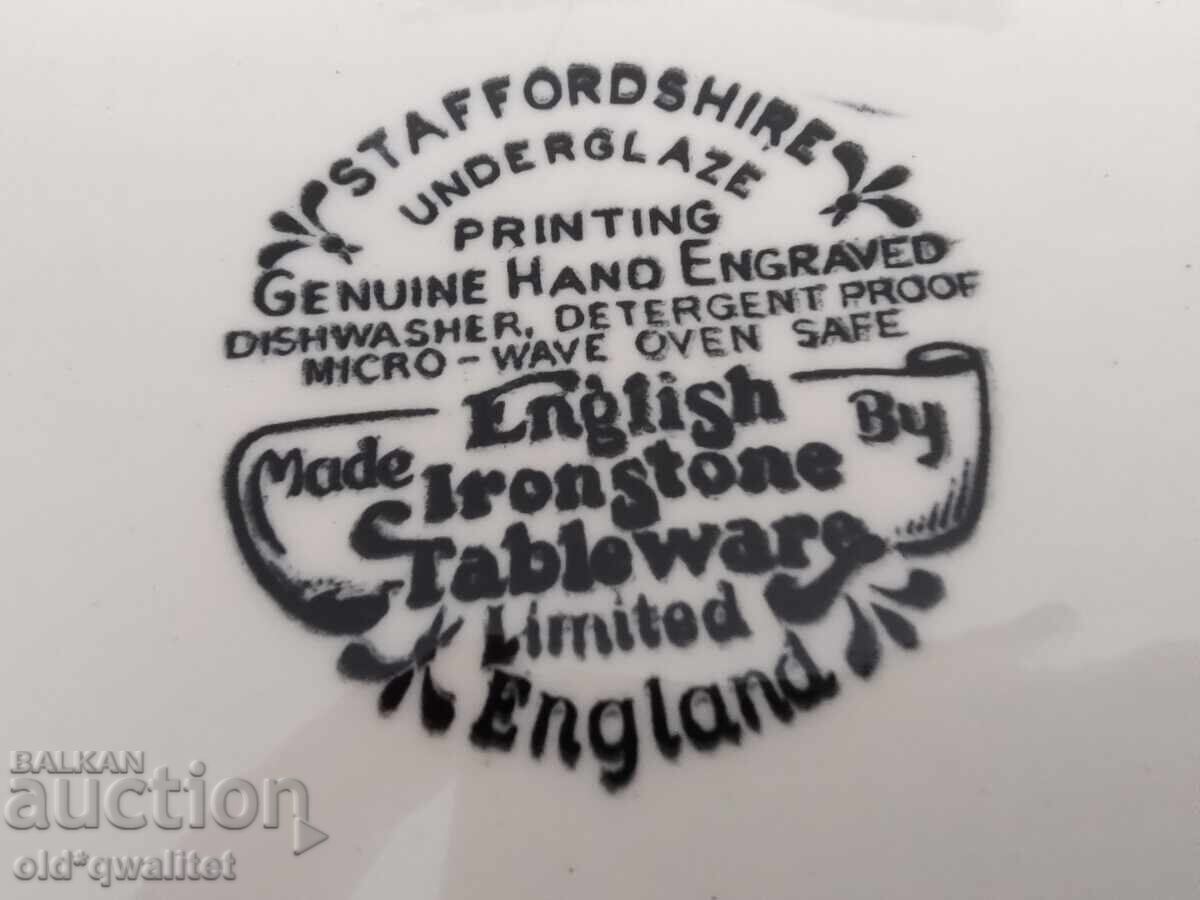 STAFFORDSHIRE
UNDERGLAZE
PRINTING
GENUINE HAND ENGRAVED
DISHWASHER, DETERGENT PROOF
MICRO-WAVE OVEN SAFE
Made English By
Ironstone
Tableware
Limited
England
BALKAN
auction
old*qwalitet